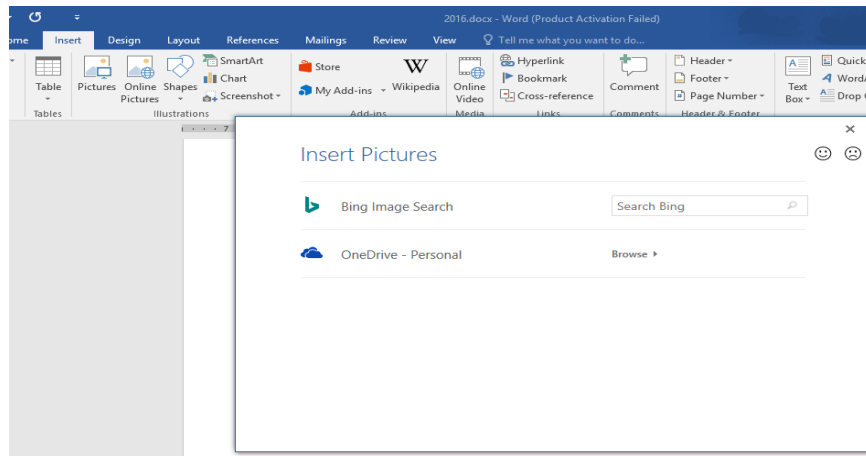 2016.docx - Word (Product Activation Failed)
ome Insert Design Layout References Mailings Review View Tell me what you want to do...
Table
Tables
Pictures
Online Pictures
Shapes
SmartArt
Chart
Screenshot
Illustrations
Store
My Add-ins
W
Wikipedia
Add-ins
Online Video
Media
Hyperlink
Bookmark
Cross-reference
Links
Comment
Comments
Header
Footer
Page Number
Header & Footer
A
Text Box
Quick
WordA
Drop
7
Insert Pictures
Bing Image Search Search Bing
OneDrive - Personal Browse